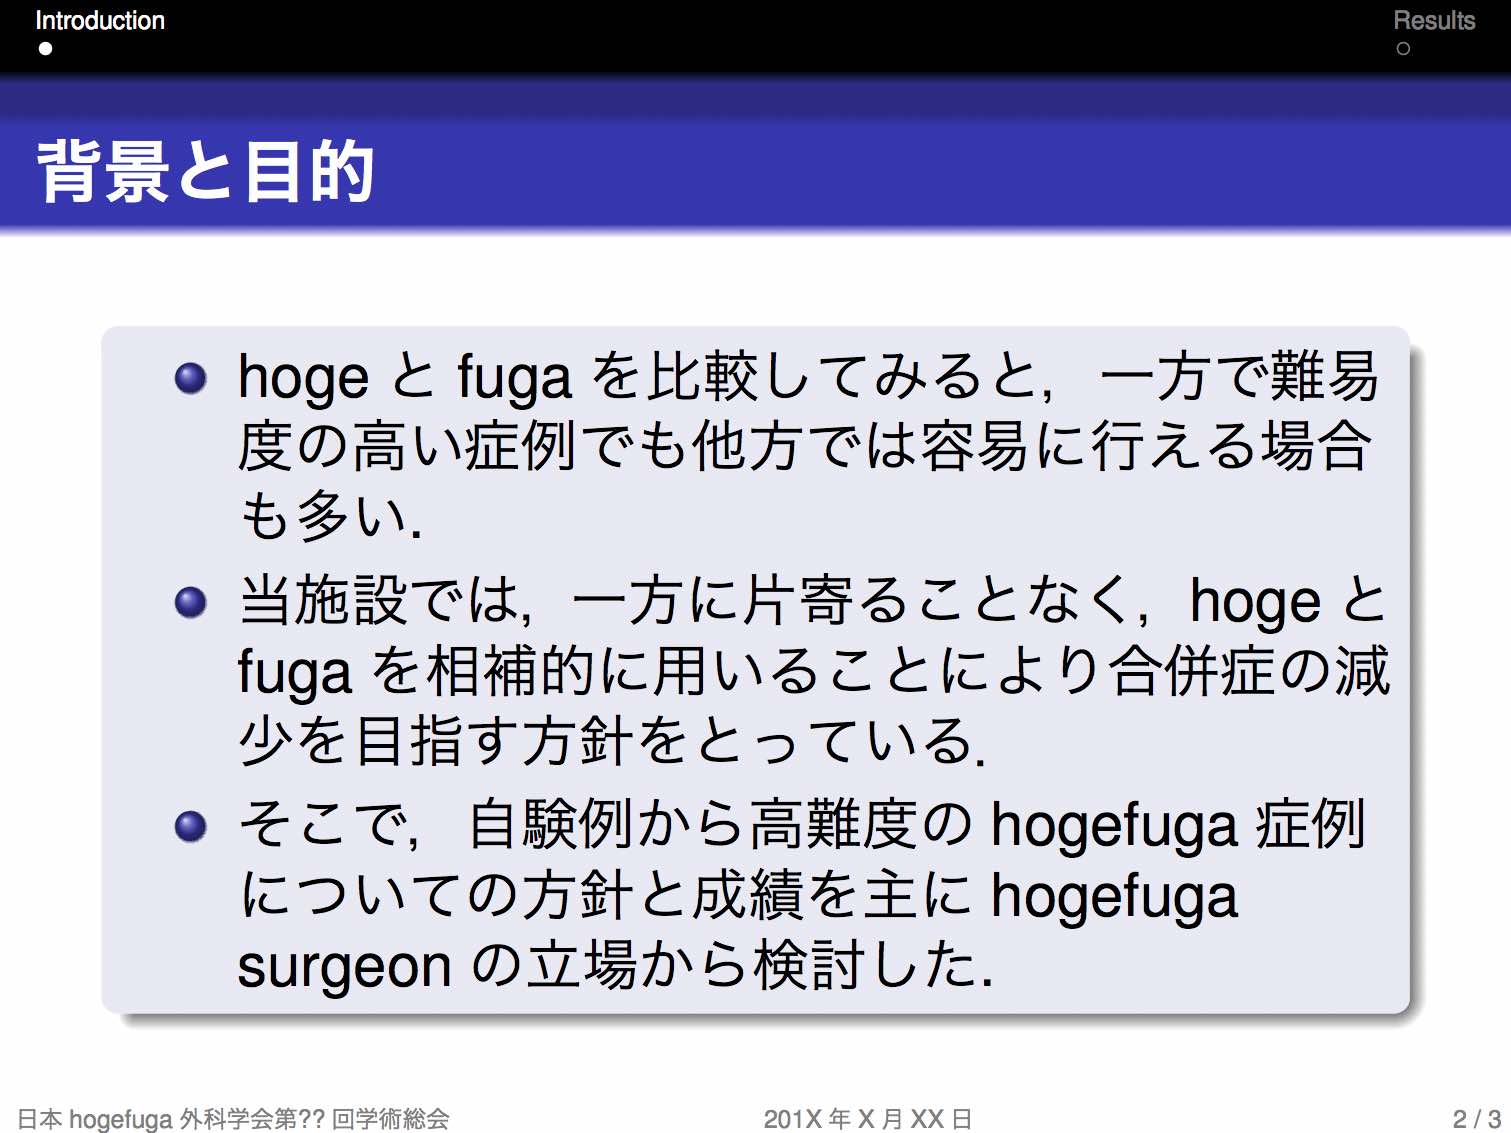 Introduction
Results
背景と目的
hoge と fuga を比較してみると，一方で難易
度の高い症例でも他方では容易に行える場合
も多い．
当施設では，一方に片寄ることなく，hoge と
fuga を相補的に用いることにより合併症の減
少を目指す方針をとっている．
そこで，自験例から高難度の hogefuga 症例
についての方針と成績を主に hogefuga
surgeon の立場から検討した．
日本 hogefuga 外科学会第?? 回学術総会
201X 年 X 月 XX 日
2 / 3